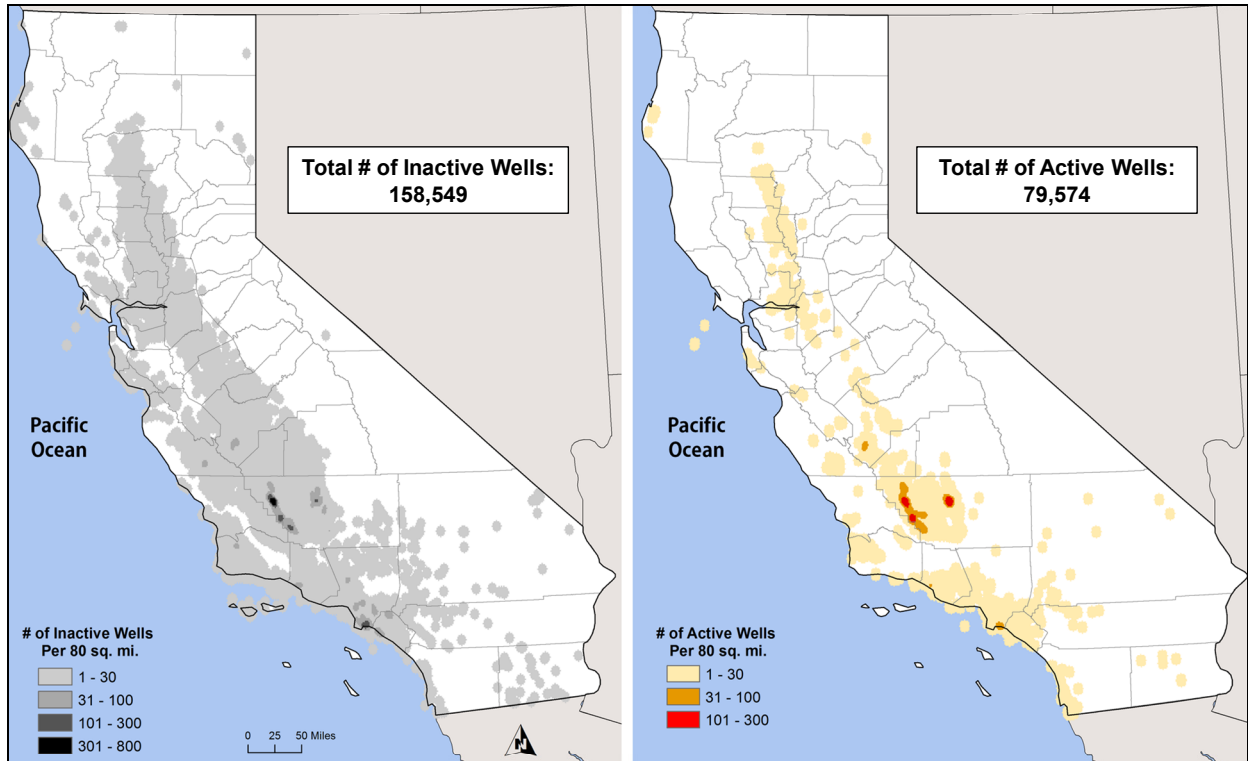 Total # of Inactive Wells:
158,549
Pacific
Ocean
# of Inactive Wells
Per 80 sq. mi.
1 - 30
31 - 100
101 - 300
301 - 800
0 25 50 Miles
N
Total # of Active Wells:
79,574
Pacific
Ocean
# of Active Wells
Per 80 sq. mi.
1 - 30
31 - 100
101 - 300